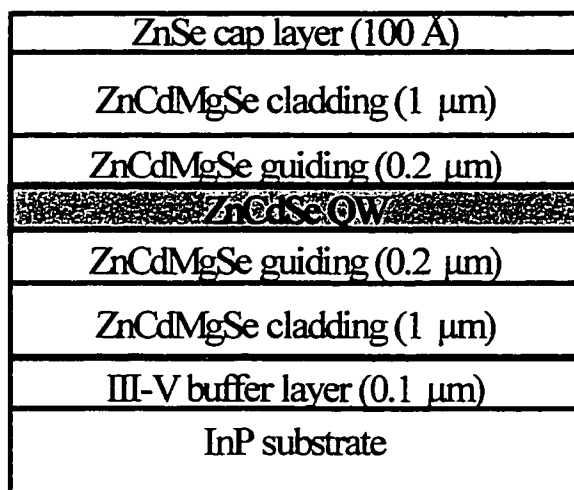 ZnSe cap layer (100 Å)
ZnCdMgSe cladding (1 μm)
ZnCdMgSe guiding (0.2 μm)
ZnCdSe QW
ZnCdMgSe guiding (0.2 μm)
ZnCdMgSe cladding (1 μm)
III-V buffer layer (0.1 μm)
InP substrate